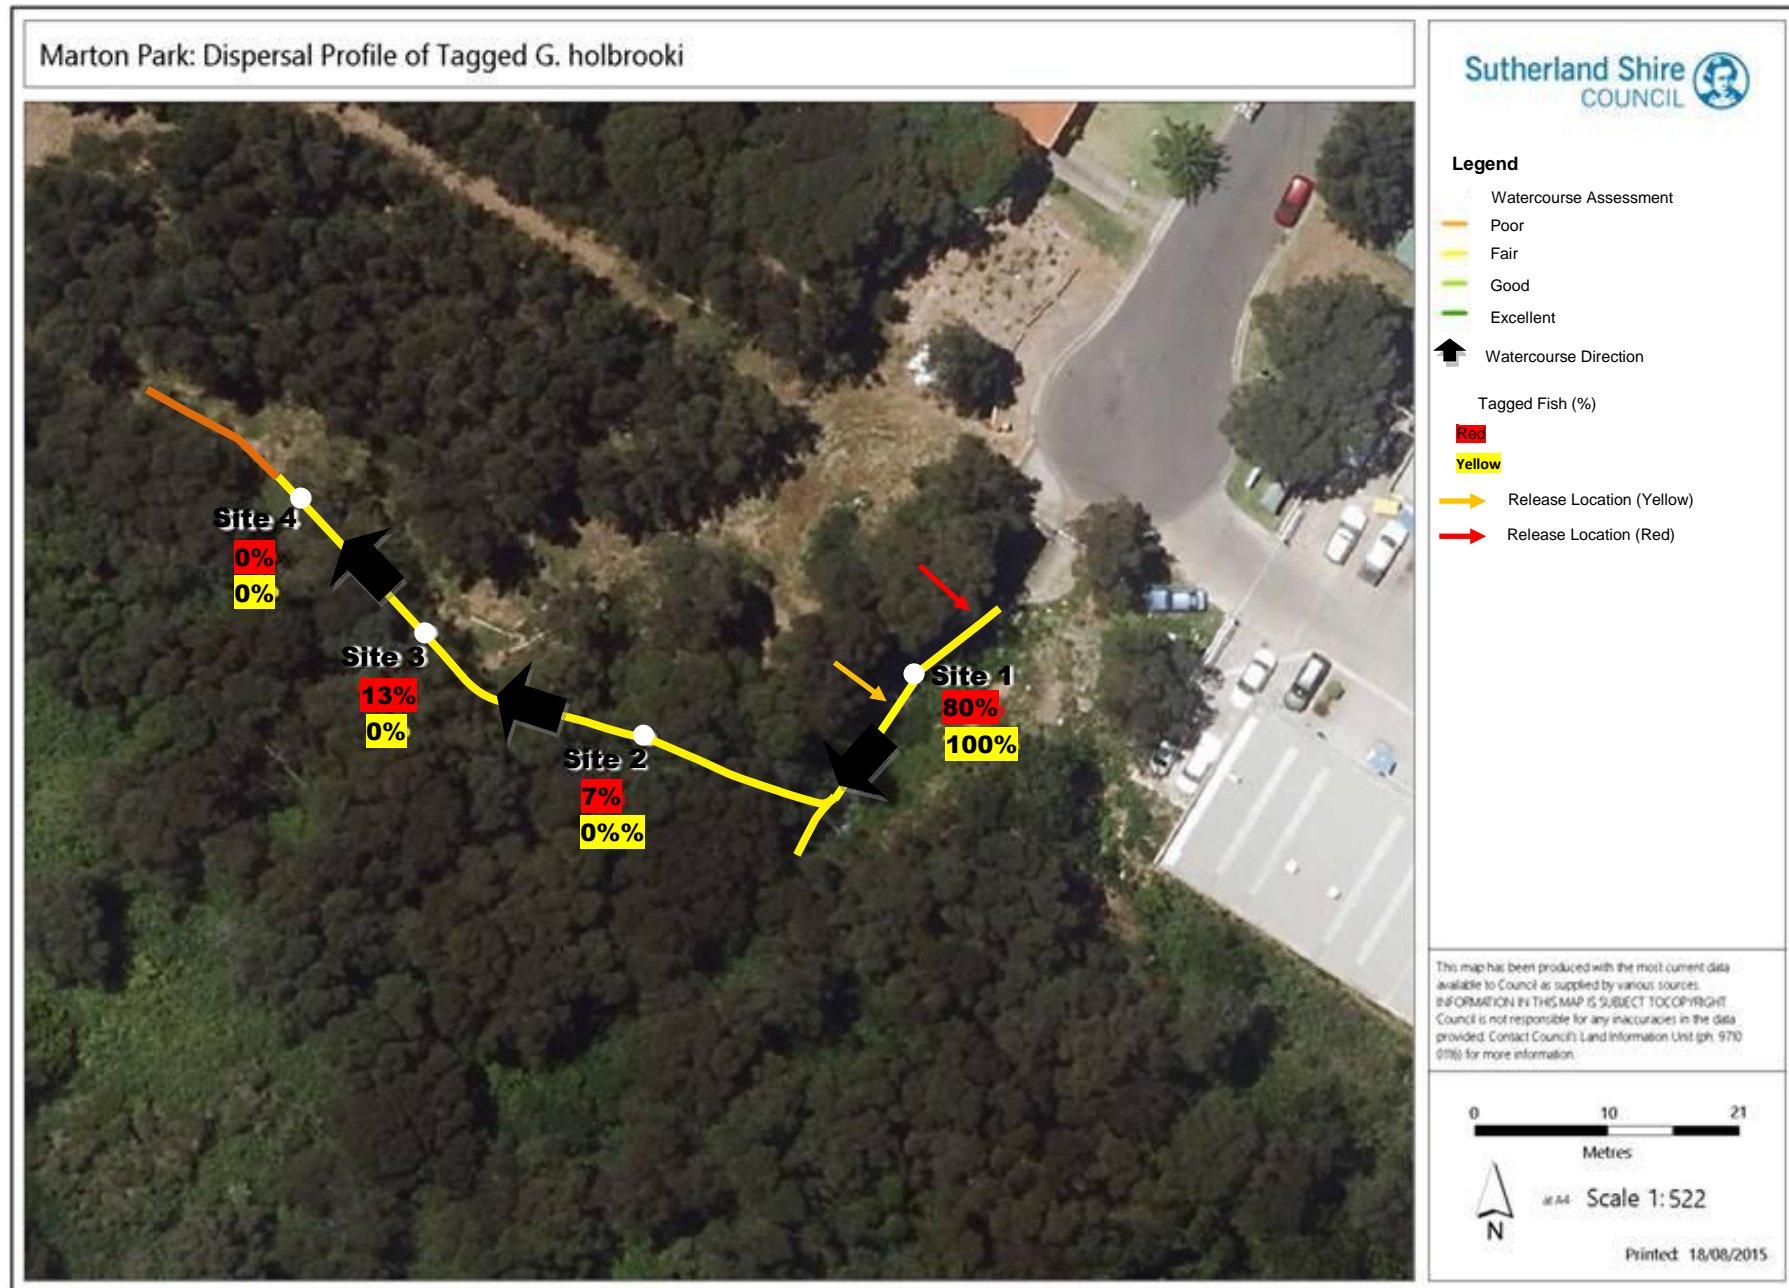 Marton Park: Dispersal Profile of Tagged G. holbrooki
Sutherland Shire
COUNCIL
Legend
Watercourse Assessment
Poor
Fair
Good
Excellent
Watercourse Direction
Tagged Fish (%)
Red
Yellow
Release Location (Yellow)
Release Location (Red)
Site 4
0%
0%
Site 3
13%
0%
Site 2
7%
0%%
Site 1
80%
100%
This map has been produced with the most current data
available to Council as supplied by various sources.
INFORMATION IN THIS MAP IS SUBJECT TOCOPYRIGHT
Council is not responsible for any inaccuracies in the data
provided. Contact Council's Land Information Unit (ph. 9710
0116) for more information.
0 10 21
Metres
at A4 Scale 1:522
N
Printed: 18/08/2015